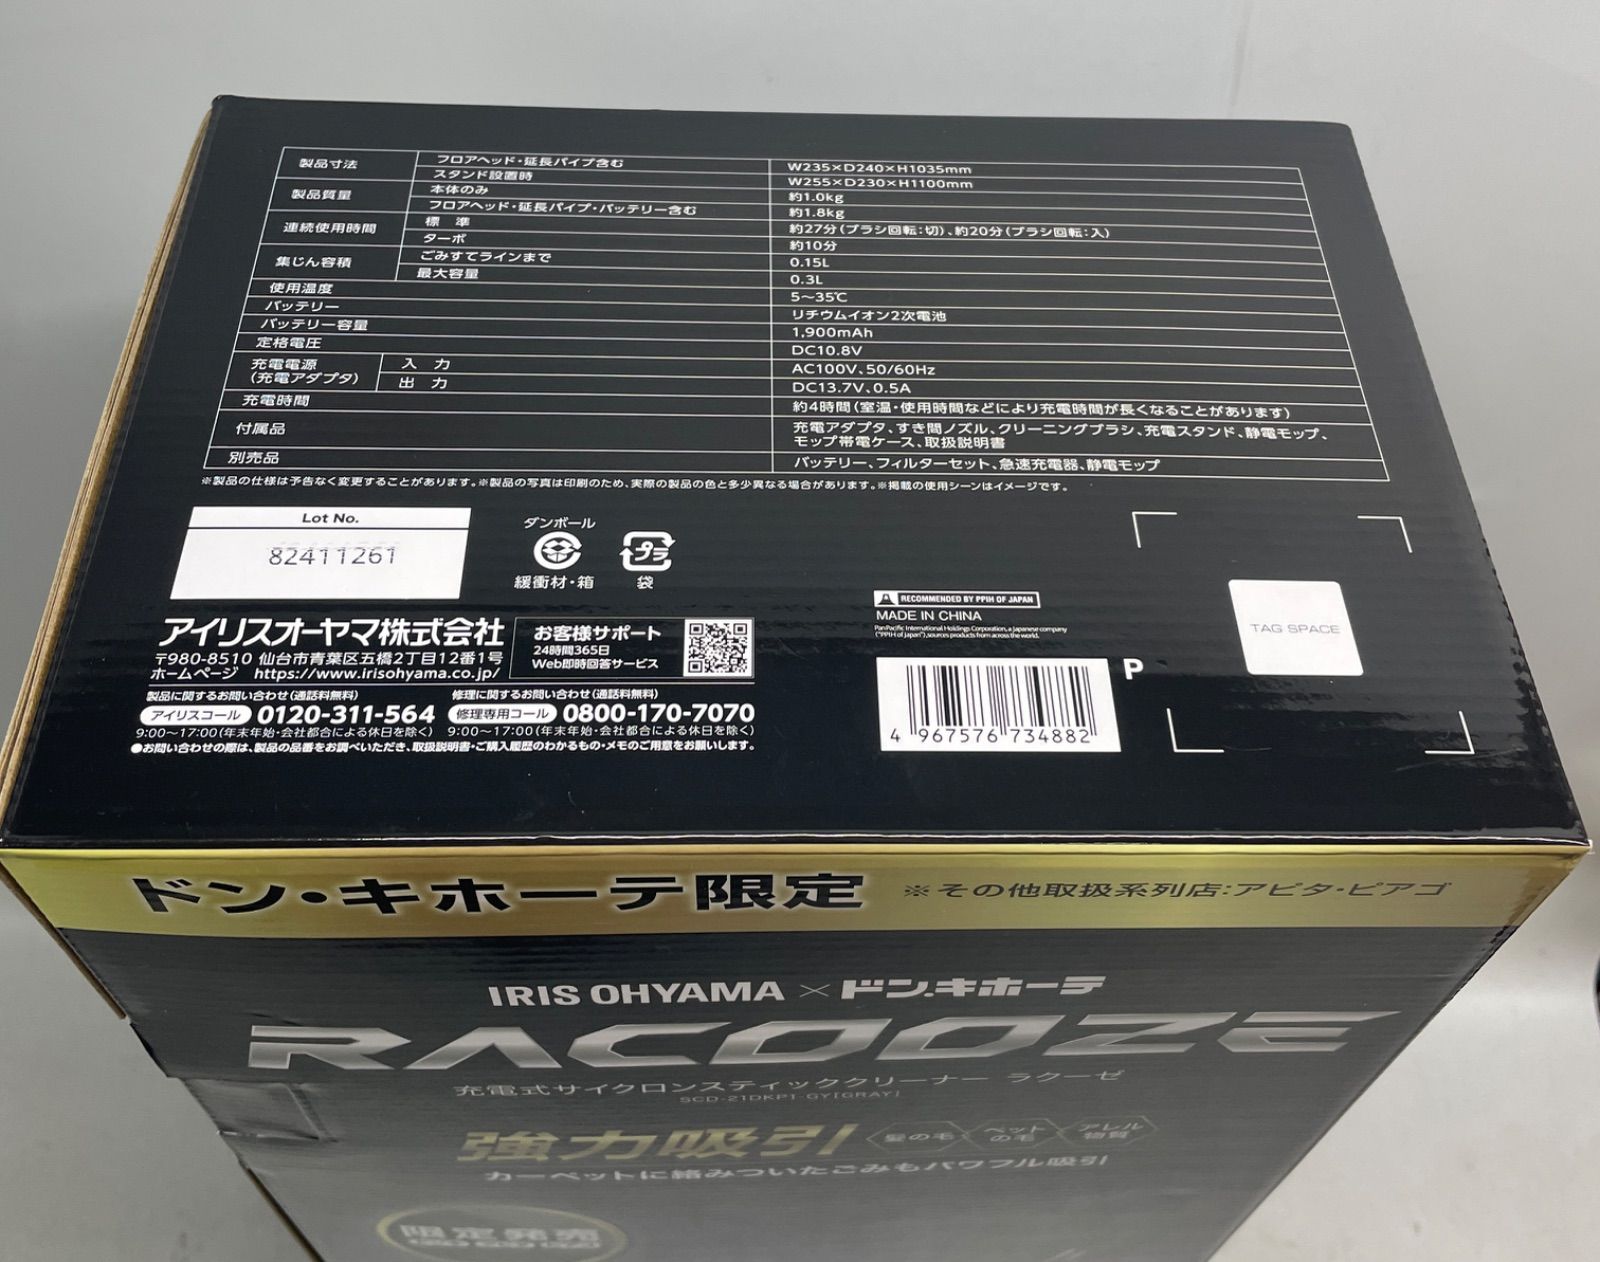 製品寸法 フロアヘッド・延長パイプ含む W235×D240×H1035mm
スタンド設置時 W255×D230×H1100mm
製品質量 本体のみ 約1.0kg
フロアヘッド・延長パイプ・バッテリー含む 約1.8kg
連続使用時間 標 準 約27分(ブラシ回転:切)、約20分(ブラシ回転:入)
ターボ 約10分
集じん容積 ごみすてラインまで 0.15L
最大容量 0.3L
使用温度 5〜35℃
バッテリー リチウムイオン2次電池
バッテリー容量 1,900mAh
定格電圧 DC10.8V
充電電源 入 力 AC100V、50/60Hz
(充電アダプタ) 出 力 DC13.7V、0.5A
充電時間 約4時間(室温・使用時間などにより充電時間が長くなることがあります)
付属品 充電アダプタ、すき間ノズル、クリーニングブラシ、充電スタンド、静電モップ、
モップ帯電ケース、取扱説明書
別売品 バッテリー、フィルターセット、急速充電器、静電モップ
※製品の仕様は予告なく変更することがあります。※製品の写真は印刷のため、実際の製品の色と多少異なる場合があります。※掲載の使用シーンはイメージです。
Lot No.
82411261
ダンボール
緩衝材・箱
プラ
袋
アイリスオーヤマ株式会社
〒980-8510 仙台市青葉区五橋2丁目12番1号
ホームページ https://www.irisohyama.co.jp/
お客様サポート
24時間365日
Web即時回答サービス
製品に関するお問い合わせ(通話料無料)
アイリスコール 0120-311-564
9:00〜17:00(年末年始・会社都合による休日を除く)
修理に関するお問い合わせ(通話料無料)
修理専用コール 0800-170-7070
9:00〜17:00(年末年始・会社都合による休日を除く)
●お問い合わせの際は、製品の品番をお調べいただき、取扱説明書・ご購入履歴のわかるもの・メモのご用意をお願いします。
RECOMMENDED BY PPIH OF JAPAN
MADE IN CHINA
Pan Pacific International Holdings Corporation, a Japanese company
("PPIH of Japan"), sources products from across the world.
P
4 967576 734882
TAG SPACE
ドン・キホーテ限定 ※その他取扱系列店:アピタ・ピアゴ
IRIS OHYAMA × ドン.キホーテ
RACOOZE
充電式サイクロンスティッククリーナー ラクーゼ
SCD-21DKP1-GY[GRAY]
強力吸引
髪の毛
ペットの毛
アレル物質
カーペットに絡みついたごみもパワフル吸引
限定発売